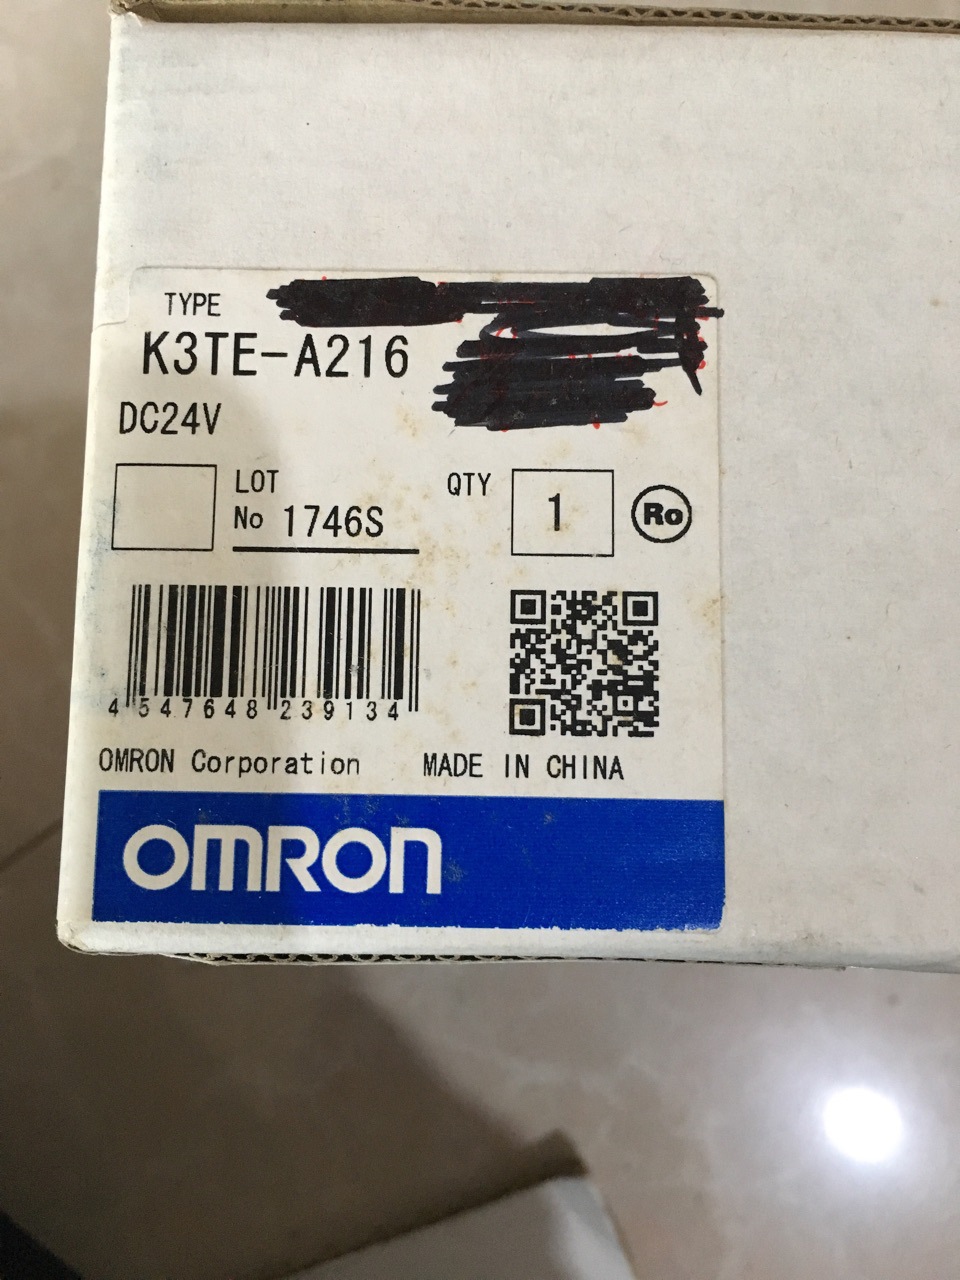 TYPE
K3TE-A216
DC24V
LOT
No 1746S
QTY
1
Ro
4 547648 239134
OMRON Corporation MADE IN CHINA
OMRON